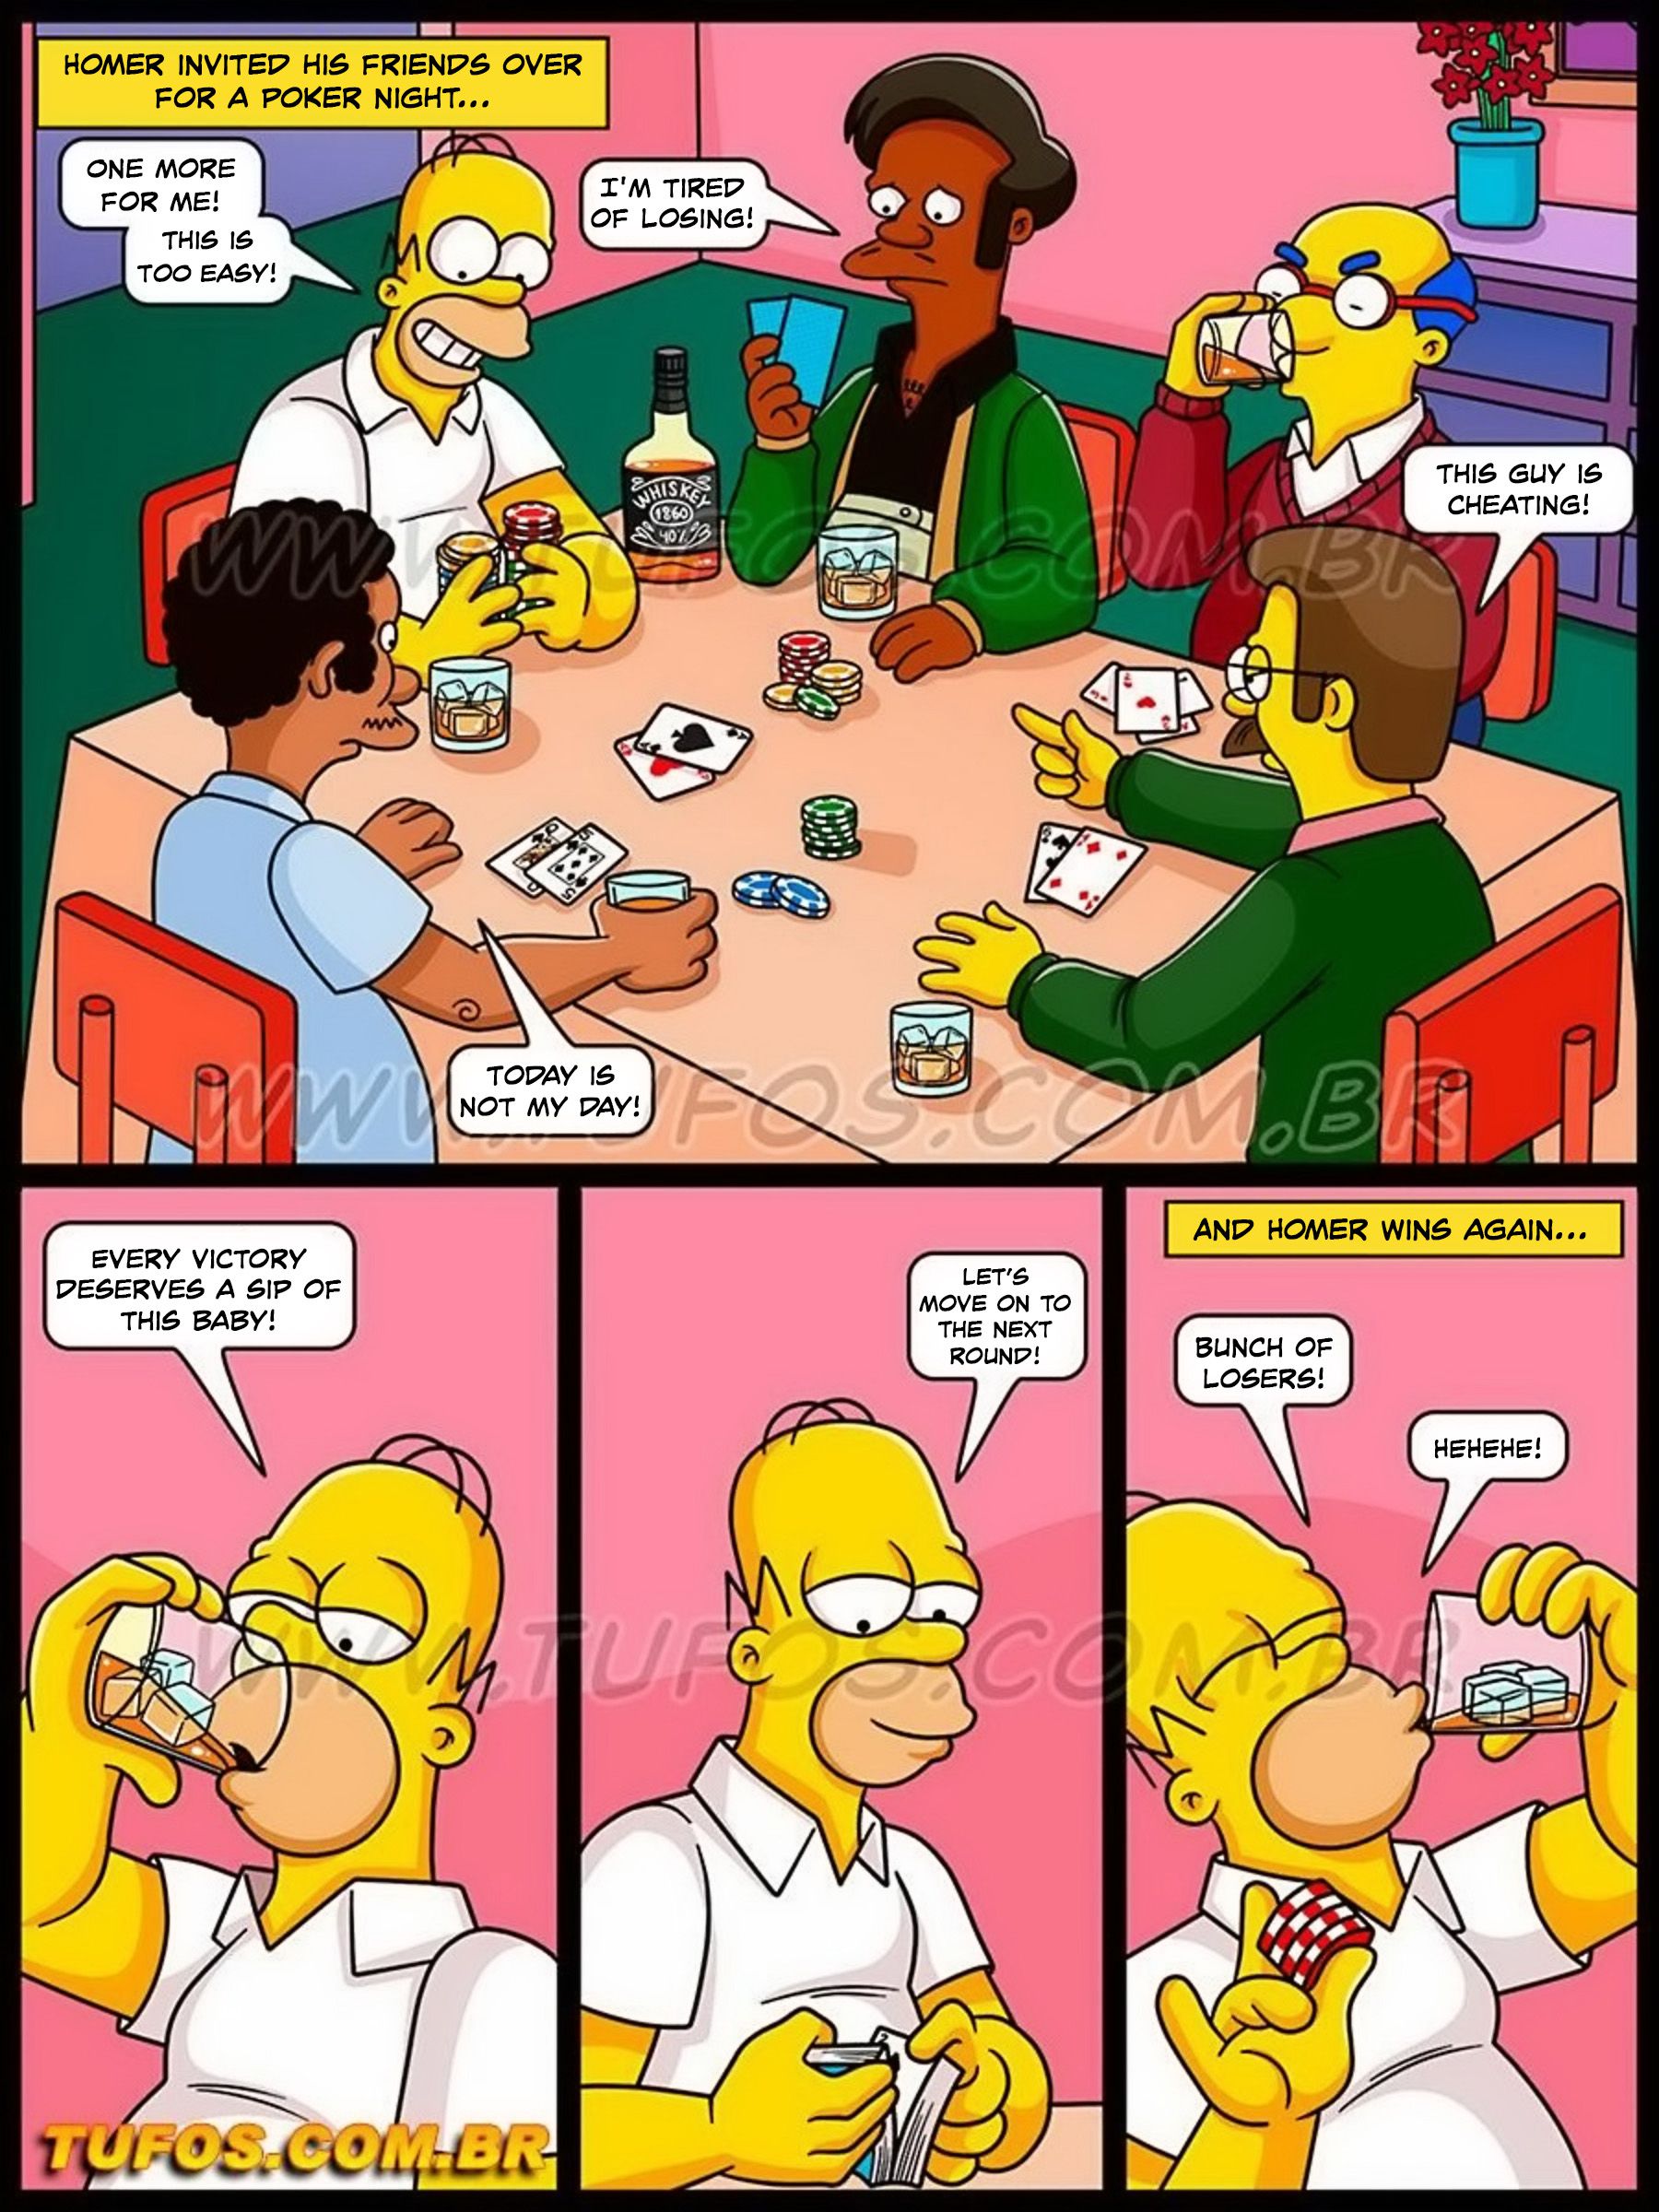 HOMER INVITED HIS FRIENDS OVER
FOR A POKER NIGHT...
ONE MORE
FOR ME!
THIS IS
TOO EASY!
I'M TIRED
OF LOSING!
THIS GUY IS
CHEATING!
WHISKEY
1860
40%
WWW.TUFOS.COM.BR
TODAY IS
NOT MY DAY!
WWW.TUFOS.COM.BR
EVERY VICTORY
DESERVES A SIP OF
THIS BABY!
LET'S
MOVE ON TO
THE NEXT
ROUND!
AND HOMER WINS AGAIN...
BUNCH OF
LOSERS!
HEHEHE!
WWW.TUFOS.COM.BR
TUFOS.COM.BR